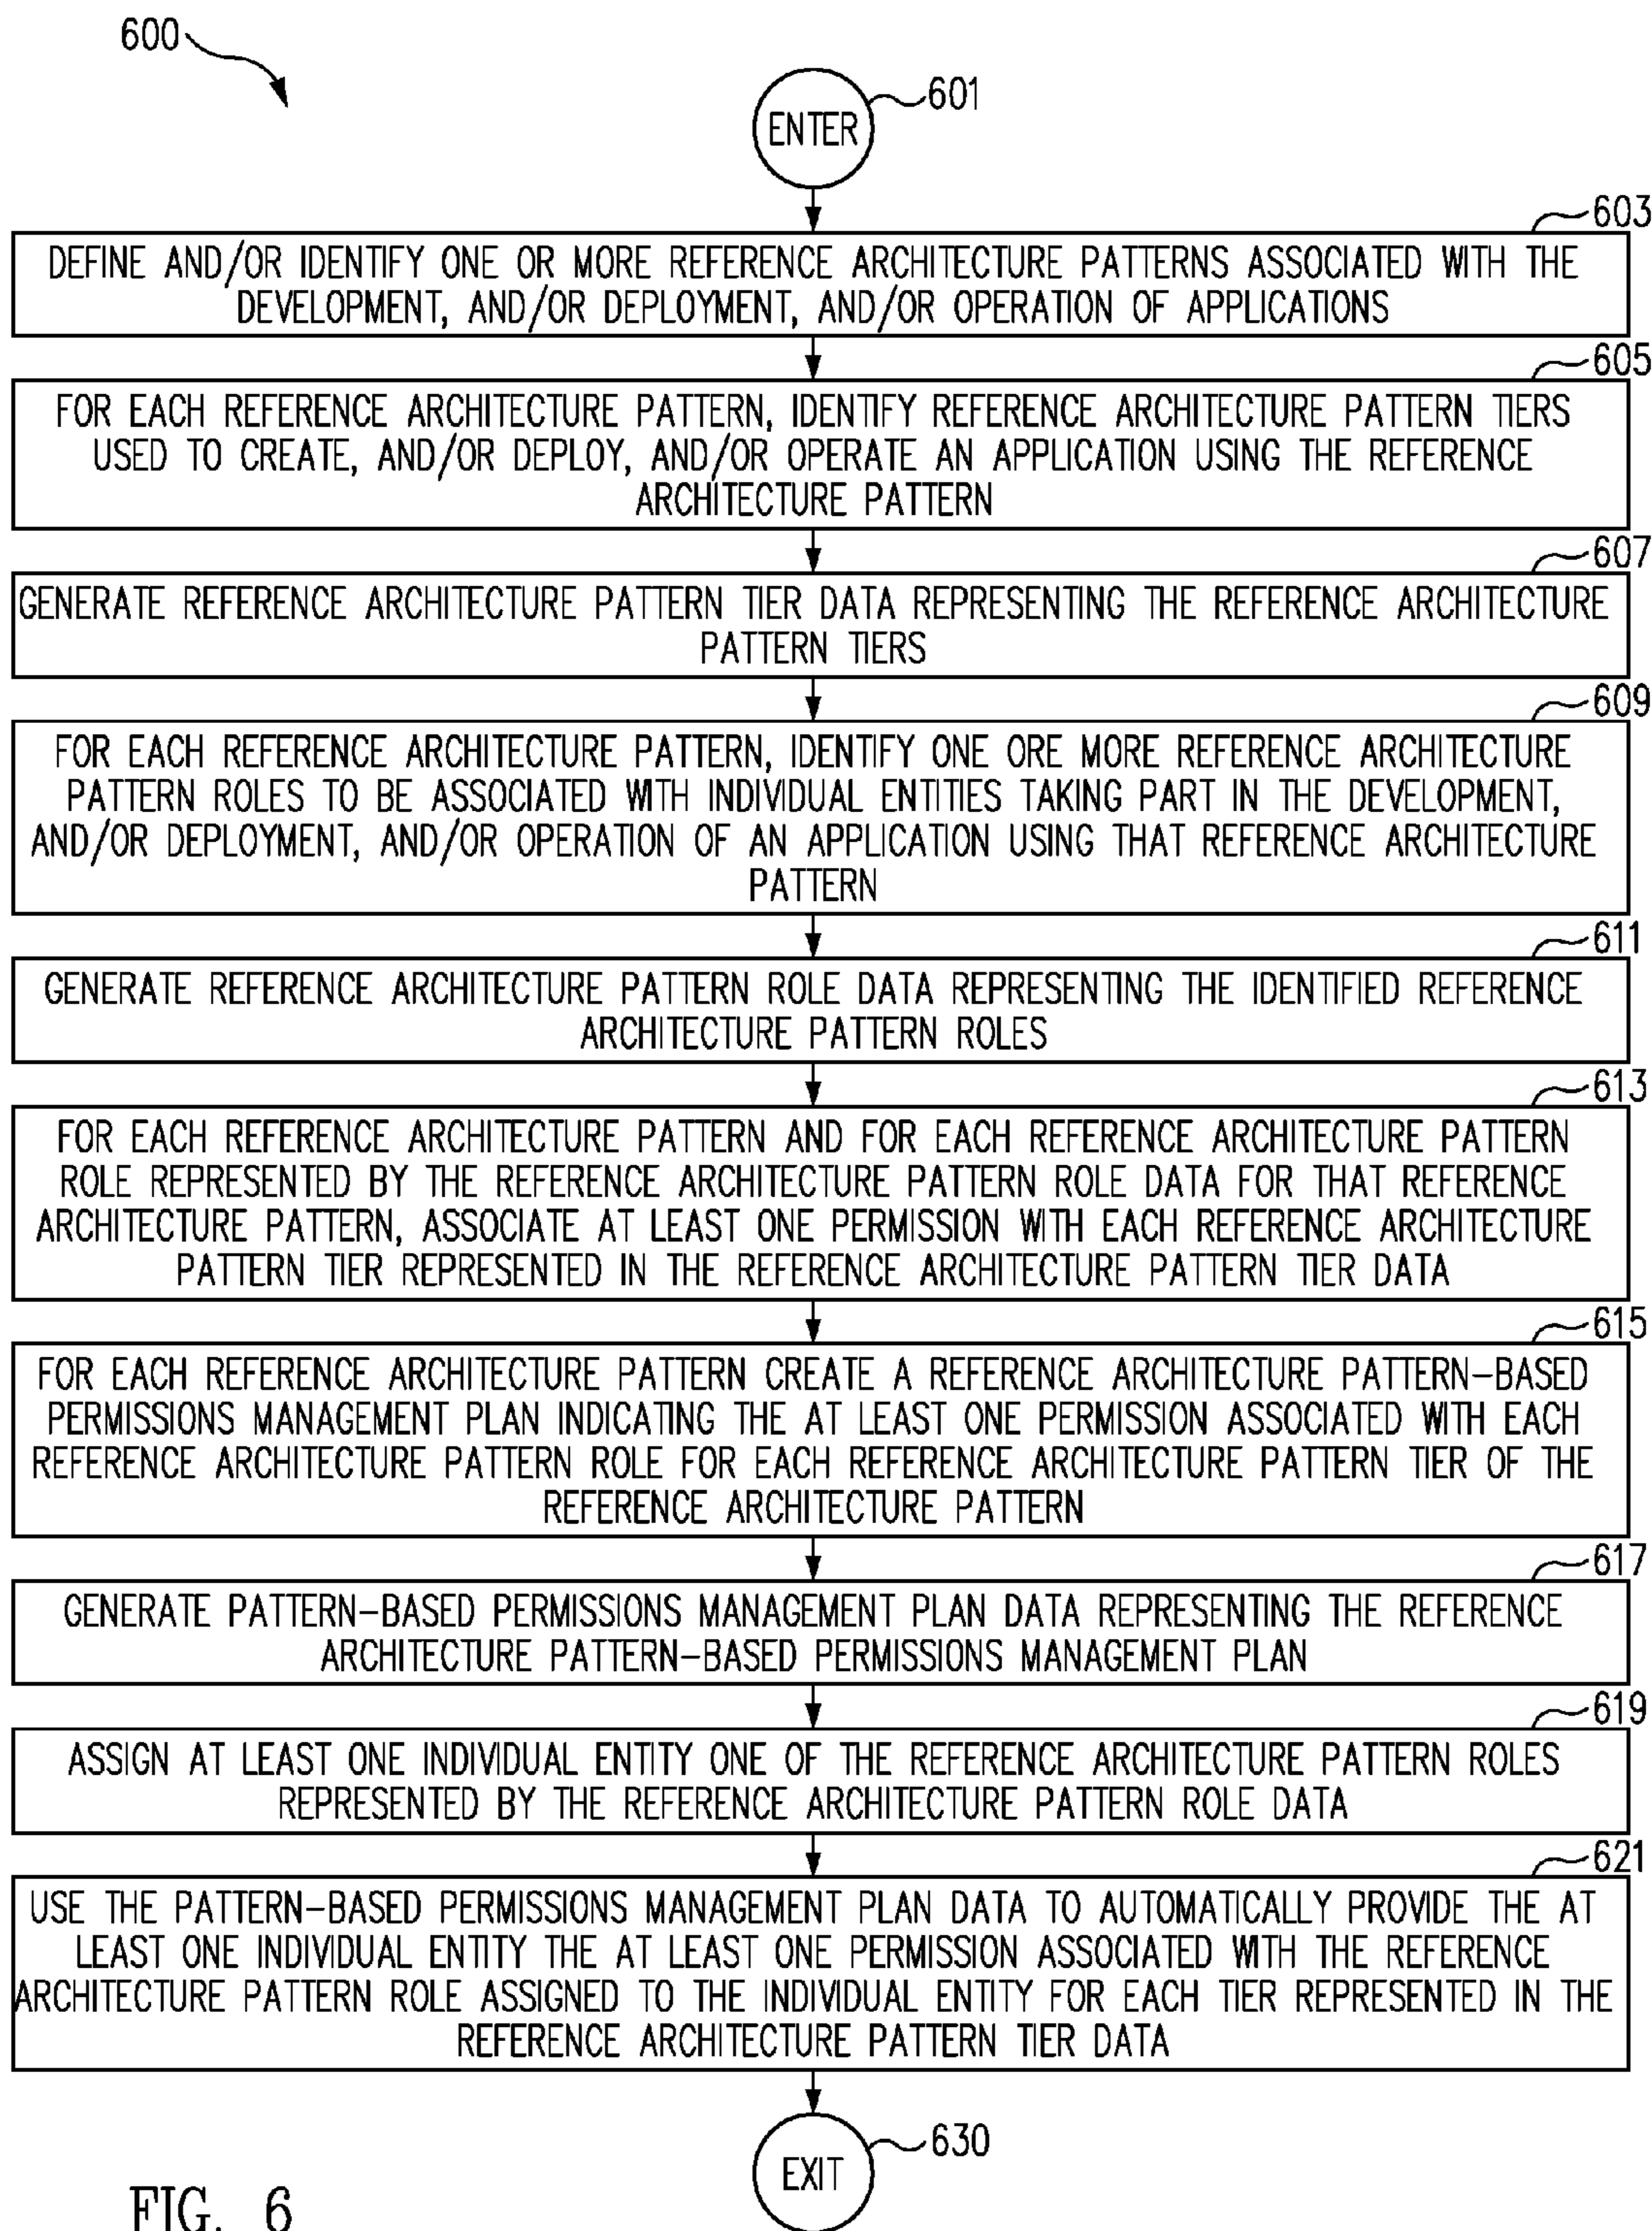 600
ENTER
601
603
DEFINE AND/OR IDENTIFY ONE OR MORE REFERENCE ARCHITECTURE PATTERNS ASSOCIATED WITH THE
DEVELOPMENT, AND/OR DEPLOYMENT, AND/OR OPERATION OF APPLICATIONS
605
FOR EACH REFERENCE ARCHITECTURE PATTERN, IDENTIFY REFERENCE ARCHITECTURE PATTERN TIERS
USED TO CREATE, AND/OR DEPLOY, AND/OR OPERATE AN APPLICATION USING THE REFERENCE
ARCHITECTURE PATTERN
607
GENERATE REFERENCE ARCHITECTURE PATTERN TIER DATA REPRESENTING THE REFERENCE ARCHITECTURE
PATTERN TIERS
609
FOR EACH REFERENCE ARCHITECTURE PATTERN, IDENTIFY ONE ORE MORE REFERENCE ARCHITECTURE
PATTERN ROLES TO BE ASSOCIATED WITH INDIVIDUAL ENTITIES TAKING PART IN THE DEVELOPMENT,
AND/OR DEPLOYMENT, AND/OR OPERATION OF AN APPLICATION USING THAT REFERENCE ARCHITECTURE
PATTERN
611
GENERATE REFERENCE ARCHITECTURE PATTERN ROLE DATA REPRESENTING THE IDENTIFIED REFERENCE
ARCHITECTURE PATTERN ROLES
613
FOR EACH REFERENCE ARCHITECTURE PATTERN AND FOR EACH REFERENCE ARCHITECTURE PATTERN
ROLE REPRESENTED BY THE REFERENCE ARCHITECTURE PATTERN ROLE DATA FOR THAT REFERENCE
ARCHITECTURE PATTERN, ASSOCIATE AT LEAST ONE PERMISSION WITH EACH REFERENCE ARCHITECTURE
PATTERN TIER REPRESENTED IN THE REFERENCE ARCHITECTURE PATTERN TIER DATA
615
FOR EACH REFERENCE ARCHITECTURE PATTERN CREATE A REFERENCE ARCHITECTURE PATTERN-BASED
PERMISSIONS MANAGEMENT PLAN INDICATING THE AT LEAST ONE PERMISSION ASSOCIATED WITH EACH
REFERENCE ARCHITECTURE PATTERN ROLE FOR EACH REFERENCE ARCHITECTURE PATTERN TIER OF THE
REFERENCE ARCHITECTURE PATTERN
617
GENERATE PATTERN-BASED PERMISSIONS MANAGEMENT PLAN DATA REPRESENTING THE REFERENCE
ARCHITECTURE PATTERN-BASED PERMISSIONS MANAGEMENT PLAN
619
ASSIGN AT LEAST ONE INDIVIDUAL ENTITY ONE OF THE REFERENCE ARCHITECTURE PATTERN ROLES
REPRESENTED BY THE REFERENCE ARCHITECTURE PATTERN ROLE DATA
621
USE THE PATTERN-BASED PERMISSIONS MANAGEMENT PLAN DATA TO AUTOMATICALLY PROVIDE THE AT
LEAST ONE INDIVIDUAL ENTITY THE AT LEAST ONE PERMISSION ASSOCIATED WITH THE REFERENCE
ARCHITECTURE PATTERN ROLE ASSIGNED TO THE INDIVIDUAL ENTITY FOR EACH TIER REPRESENTED IN THE
REFERENCE ARCHITECTURE PATTERN TIER DATA
630
EXIT
FIG. 6